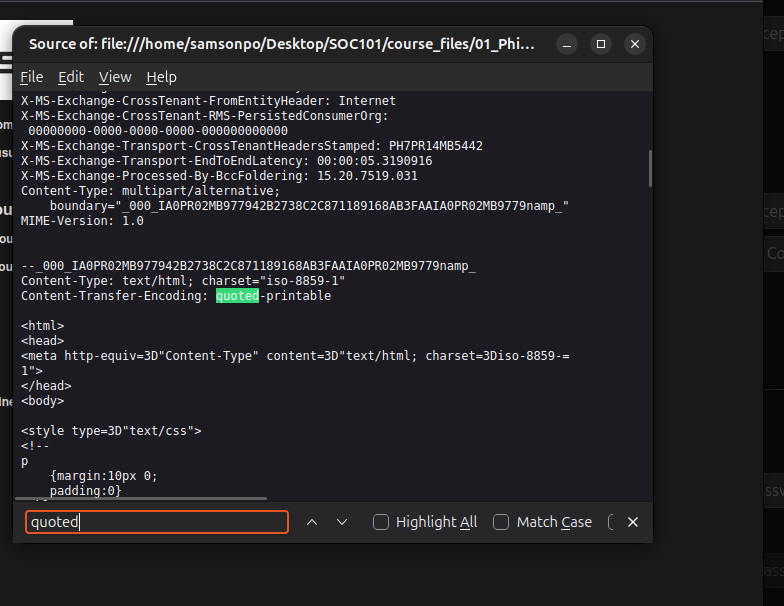 Source of: file:///home/samsonpo/Desktop/SOC101/course_files/01_Phi...
File Edit View Help
X-MS-Exchange-CrossTenant-FromEntityHeader: Internet
X-MS-Exchange-CrossTenant-RMS-PersistedConsumerOrg:
00000000-0000-0000-0000-000000000000
X-MS-Exchange-Transport-CrossTenantHeadersStamped: PH7PR14MB5442
X-MS-Exchange-Transport-EndToEndLatency: 00:00:05.3190916
X-MS-Exchange-Processed-By-BccFoldering: 15.20.7519.031
Content-Type: multipart/alternative;
boundary="_000_IA0PR02MB977942B2738C2C871189168AB3FAAIA0PR02MB9779namp_"
MIME-Version: 1.0
--_000_IA0PR02MB977942B2738C2C871189168AB3FAAIA0PR02MB9779namp_
Content-Type: text/html; charset="iso-8859-1"
Content-Transfer-Encoding: quoted-printable
<html>
<head>
<meta http-equiv=3D"Content-Type" content=3D"text/html; charset=3Diso-8859-=
1">
</head>
<body>
<style type=3D"text/css">
<!--
p
{margin:10px 0;
padding:0}
quoted
Highlight All
Match Case